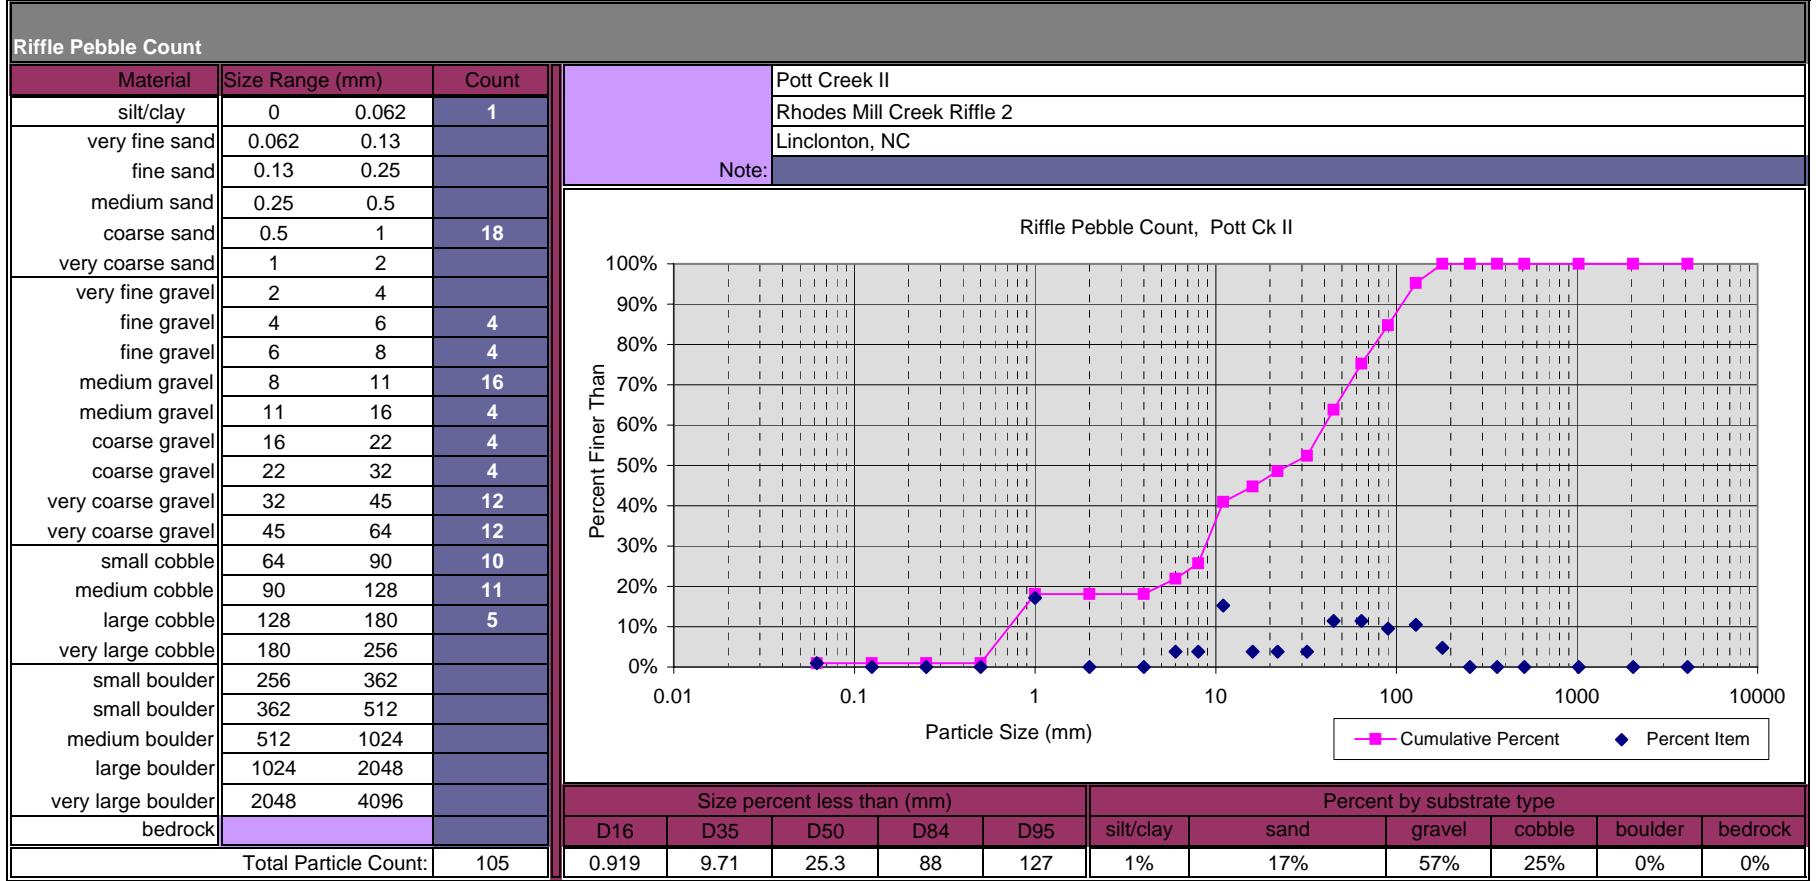 Riffle Pebble Count
Material Size Range (mm) Count
silt/clay 0 0.062 1
very fine sand 0.062 0.13
fine sand 0.13 0.25
medium sand 0.25 0.5
coarse sand 0.5 1 18
very coarse sand 1 2
very fine gravel 2 4
fine gravel 4 6 4
fine gravel 6 8 4
medium gravel 8 11 16
medium gravel 11 16 4
coarse gravel 16 22 4
coarse gravel 22 32 4
very coarse gravel 32 45 12
very coarse gravel 45 64 12
small cobble 64 90 10
medium cobble 90 128 11
large cobble 128 180 5
very large cobble 180 256
small boulder 256 362
small boulder 362 512
medium boulder 512 1024
large boulder 1024 2048
very large boulder 2048 4096
bedrock
Total Particle Count: 105
Pott Creek II
Rhodes Mill Creek Riffle 2
Linclonton, NC
Note:
Riffle Pebble Count, Pott Ck II
Percent Finer Than
100%
90%
80%
70%
60%
50%
40%
30%
20%
10%
0%
0.01 0.1 1 10 100 1000 10000
Particle Size (mm)
Cumulative Percent Percent Item
Size percent less than (mm) Percent by substrate type
D16 D35 D50 D84 D95 silt/clay sand gravel cobble boulder bedrock
0.919 9.71 25.3 88 127 1% 17% 57% 25% 0% 0%